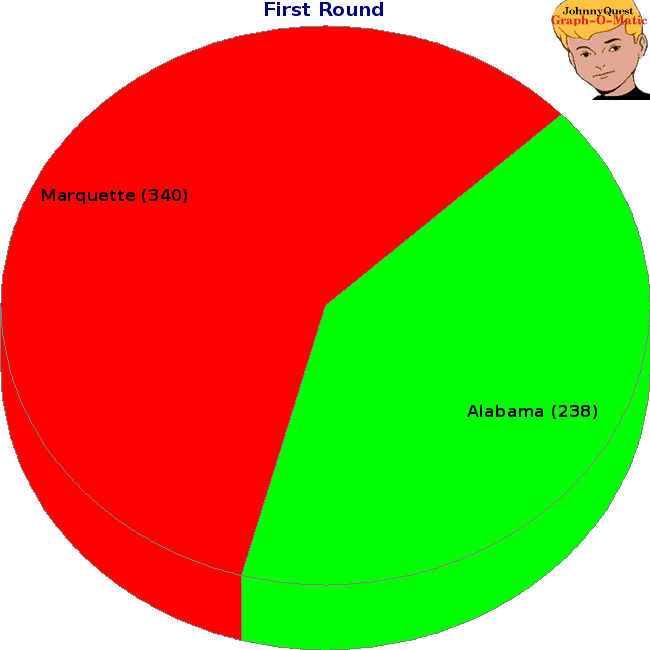 First Round
JohnnyQuest
Graph-O-Matic
Marquette (340)
Alabama (238)